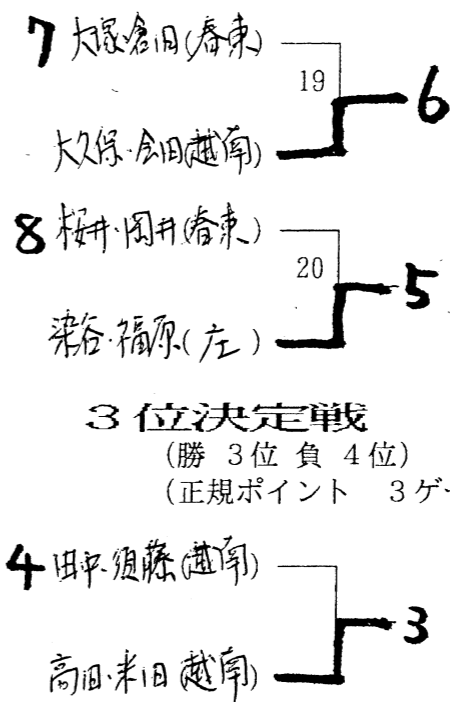 7 大塚・倉田(春東)
19
6
大久保・会田(越南)
8 桜井・岡井(春東)
20
5
染谷・福原(庄)
3位決定戦
(勝 3位 負 4位)
(正規ポイント 3ゲー
4 田中・須藤(越南)
3
高田・米田(越南)